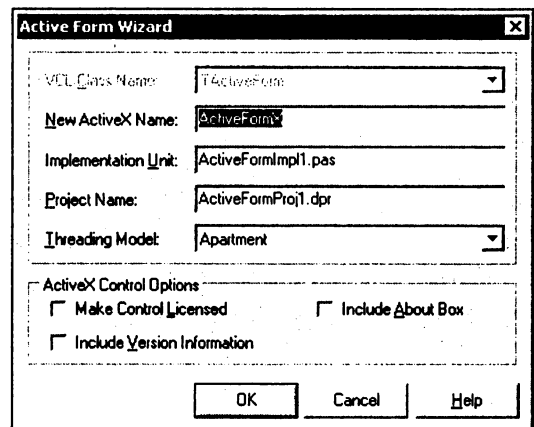 Active Form Wizard
VCL Class Name: TActiveForm
New ActiveX Name: ActiveFormX
Implementation Unit: ActiveFormImpl1.pas
Project Name: ActiveFormProj1.dpr
Threading Model: Apartment
ActiveX Control Options
Make Control Licensed Include About Box
Include Version Information
OK Cancel Help